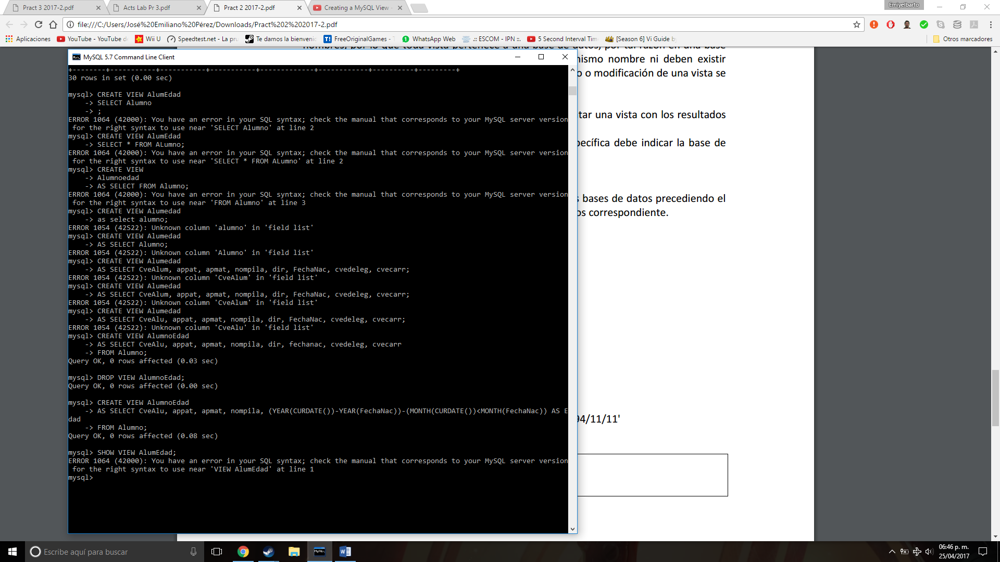 Pract 3 2017-2.pdf
Acts Lab Pr 3.pdf
Pract 2 2017-2.pdf
Creating a MySQL View -
Emiyelbarto
file:///C:/Users/José%20Emiliano%20Pérez/Downloads/Pract%202%202017-2.pdf
Aplicaciones
YouTube - YouTube d
Wii U
Speedtest.net - La pru
Te damos la bienvenic
FreeOriginalGames - T
WhatsApp Web
.:: ESCOM - IPN ::.
5 Second Interval Tim
[Season 6] Vi Guide b
Otros marcadores
nombres, por lo que toda vista pertenece a una base de datos, por tal razón en una base
MySQL 5.7 Command Line Client
ismo nombre ni deben existir
o o modificación de una vista se
tar una vista con los resultados
pecífica debe indicar la base de
s bases de datos precediendo el
os correspondiente.
94/11/11'
+--------+-----------+-----------+-----------+-------------+------------+----------+---------+
30 rows in set (0.00 sec)
mysql> CREATE VIEW AlumEdad
-> SELECT Alumno
-> ;
ERROR 1064 (42000): You have an error in your SQL syntax; check the manual that corresponds to your MySQL server version
for the right syntax to use near 'SELECT Alumno' at line 2
mysql> CREATE VIEW AlumEdad
-> SELECT * FROM ALumno;
ERROR 1064 (42000): You have an error in your SQL syntax; check the manual that corresponds to your MySQL server version
for the right syntax to use near 'SELECT * FROM ALumno' at line 2
mysql> CREATE VIEW
-> Alumnoedad
-> AS SELECT FROM Alumno;
ERROR 1064 (42000): You have an error in your SQL syntax; check the manual that corresponds to your MySQL server version
for the right syntax to use near 'FROM Alumno' at line 3
mysql> CREATE VIEW Alumedad
-> as select alumno;
ERROR 1054 (42S22): Unknown column 'alumno' in 'field list'
mysql> CREATE VIEW Alumedad
-> AS SELECT Alumno;
ERROR 1054 (42S22): Unknown column 'Alumno' in 'field list'
mysql> CREATE VIEW Alumedad
-> AS SELECT CveAlum, appat, apmat, nompila, dir, FechaNac, cvedeleg, cvecarr;
ERROR 1054 (42S22): Unknown column 'CveAlum' in 'field list'
mysql> CREATE VIEW Alumedad
-> AS SELECT CveAlum, appat, apmat, nompila, dir, FechaNac, cvedeleg, cvecarr;
ERROR 1054 (42S22): Unknown column 'CveAlum' in 'field list'
mysql> CREATE VIEW Alumedad
-> AS SELECT CveAlu, appat, apmat, nompila, dir, FechaNac, cvedeleg, cvecarr;
ERROR 1054 (42S22): Unknown column 'CveAlu' in 'field list'
mysql> CREATE VIEW AlumnoEdad
-> AS SELECT CveAlu, appat, apmat, nompila, dir, fechanac, cvedeleg, cvecarr
-> FROM Alumno;
Query OK, 0 rows affected (0.03 sec)
mysql> DROP VIEW AlumnoEdad;
Query OK, 0 rows affected (0.00 sec)
mysql> CREATE VIEW AlumnoEdad
-> AS SELECT CveAlu, appat, apmat, nompila, (YEAR(CURDATE())-YEAR(FechaNac))-(MONTH(CURDATE())<MONTH(FechaNac)) AS E
dad
-> FROM Alumno;
Query OK, 0 rows affected (0.08 sec)
mysql> SHOW VIEW AlumEdad;
ERROR 1064 (42000): You have an error in your SQL syntax; check the manual that corresponds to your MySQL server version
for the right syntax to use near 'VIEW AlumEdad' at line 1
mysql>
Escribe aquí para buscar
06:46 p. m.
25/04/2017